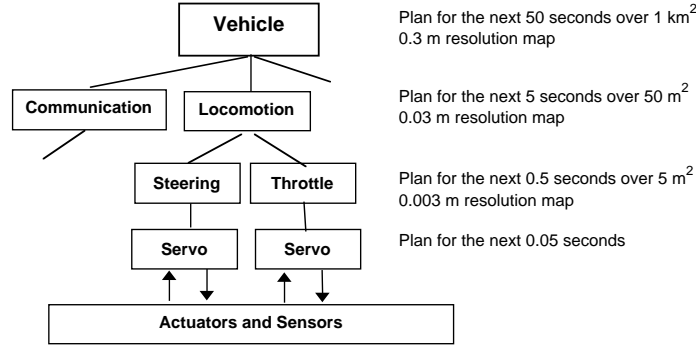 Vehicle
Plan for the next 50 seconds over 1 km²
0.3 m resolution map
Communication
Locomotion
Plan for the next 5 seconds over 50 m²
0.03 m resolution map
Steering
Throttle
Plan for the next 0.5 seconds over 5 m²
0.003 m resolution map
Servo
Servo
Plan for the next 0.05 seconds
Actuators and Sensors